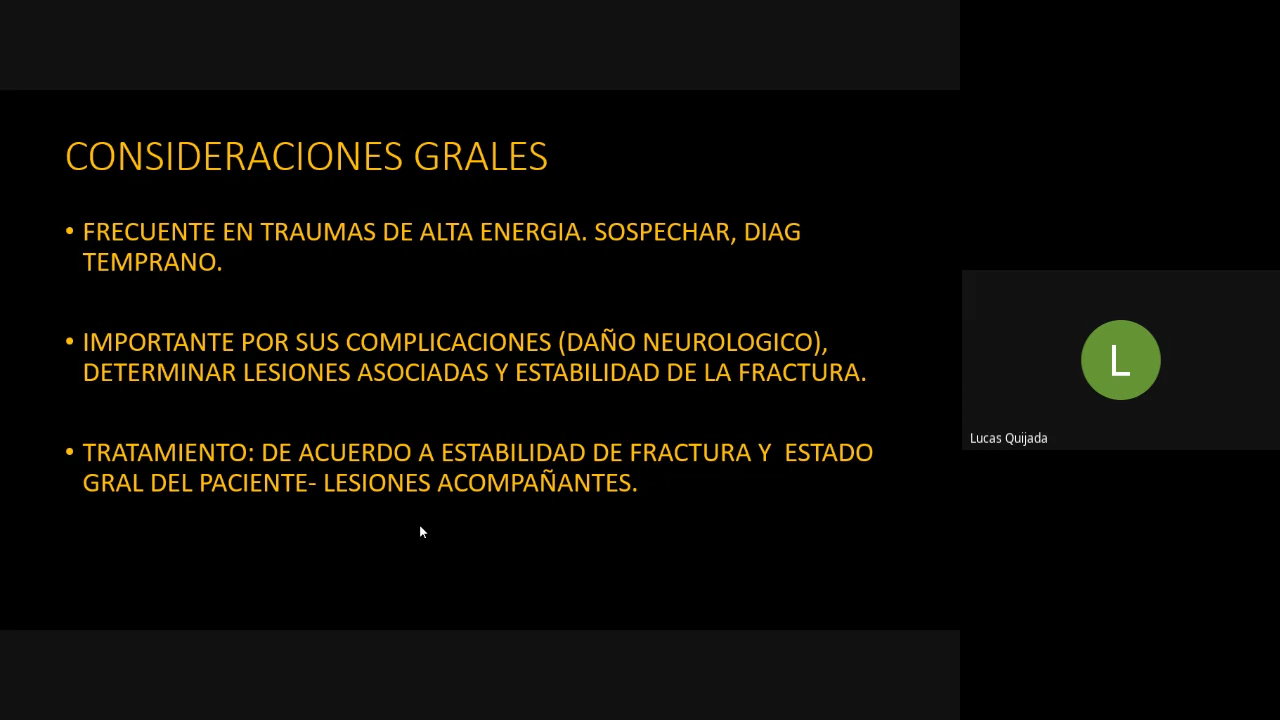 CONSIDERACIONES GRALES
• FRECUENTE EN TRAUMAS DE ALTA ENERGIA. SOSPECHAR, DIAG
TEMPRANO.
• IMPORTANTE POR SUS COMPLICACIONES (DAÑO NEUROLOGICO),
DETERMINAR LESIONES ASOCIADAS Y ESTABILIDAD DE LA FRACTURA.
• TRATAMIENTO: DE ACUERDO A ESTABILIDAD DE FRACTURA Y  ESTADO
GRAL DEL PACIENTE- LESIONES ACOMPAÑANTES.
L
Lucas Quijada